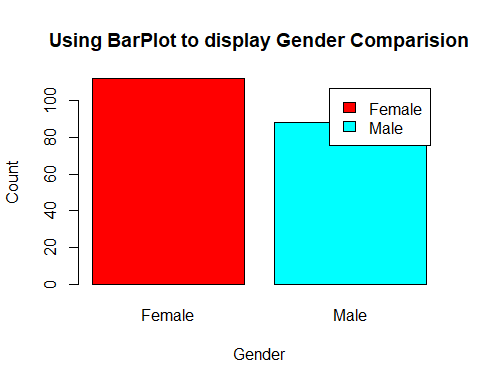 Using BarPlot to display Gender Comparision
Female
Male
Count
100
80
60
40
20
0
Female
Male
Gender